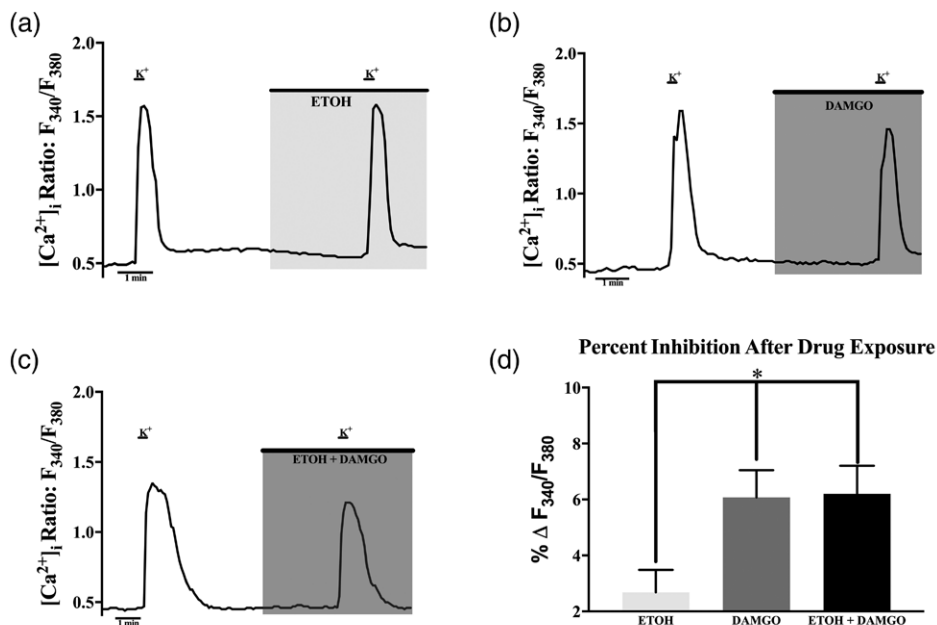 (a)
[Ca²⁺]ᵢ Ratio: F₃₄₀/F₃₈₀
2.0
1.5
1.0
0.5
K⁺
K⁺
ETOH
1 min
(b)
[Ca²⁺]ᵢ Ratio: F₃₄₀/F₃₈₀
2.0
1.5
1.0
0.5
K⁺
K⁺
DAMGO
1 min
(c)
[Ca²⁺]ᵢ Ratio: F₃₄₀/F₃₈₀
2.0
1.5
1.0
0.5
K⁺
K⁺
ETOH + DAMGO
1 min
(d)
Percent Inhibition After Drug Exposure
% Δ F₃₄₀/F₃₈₀
10
8
6
4
2
*
ETOH
DAMGO
ETOH + DAMGO